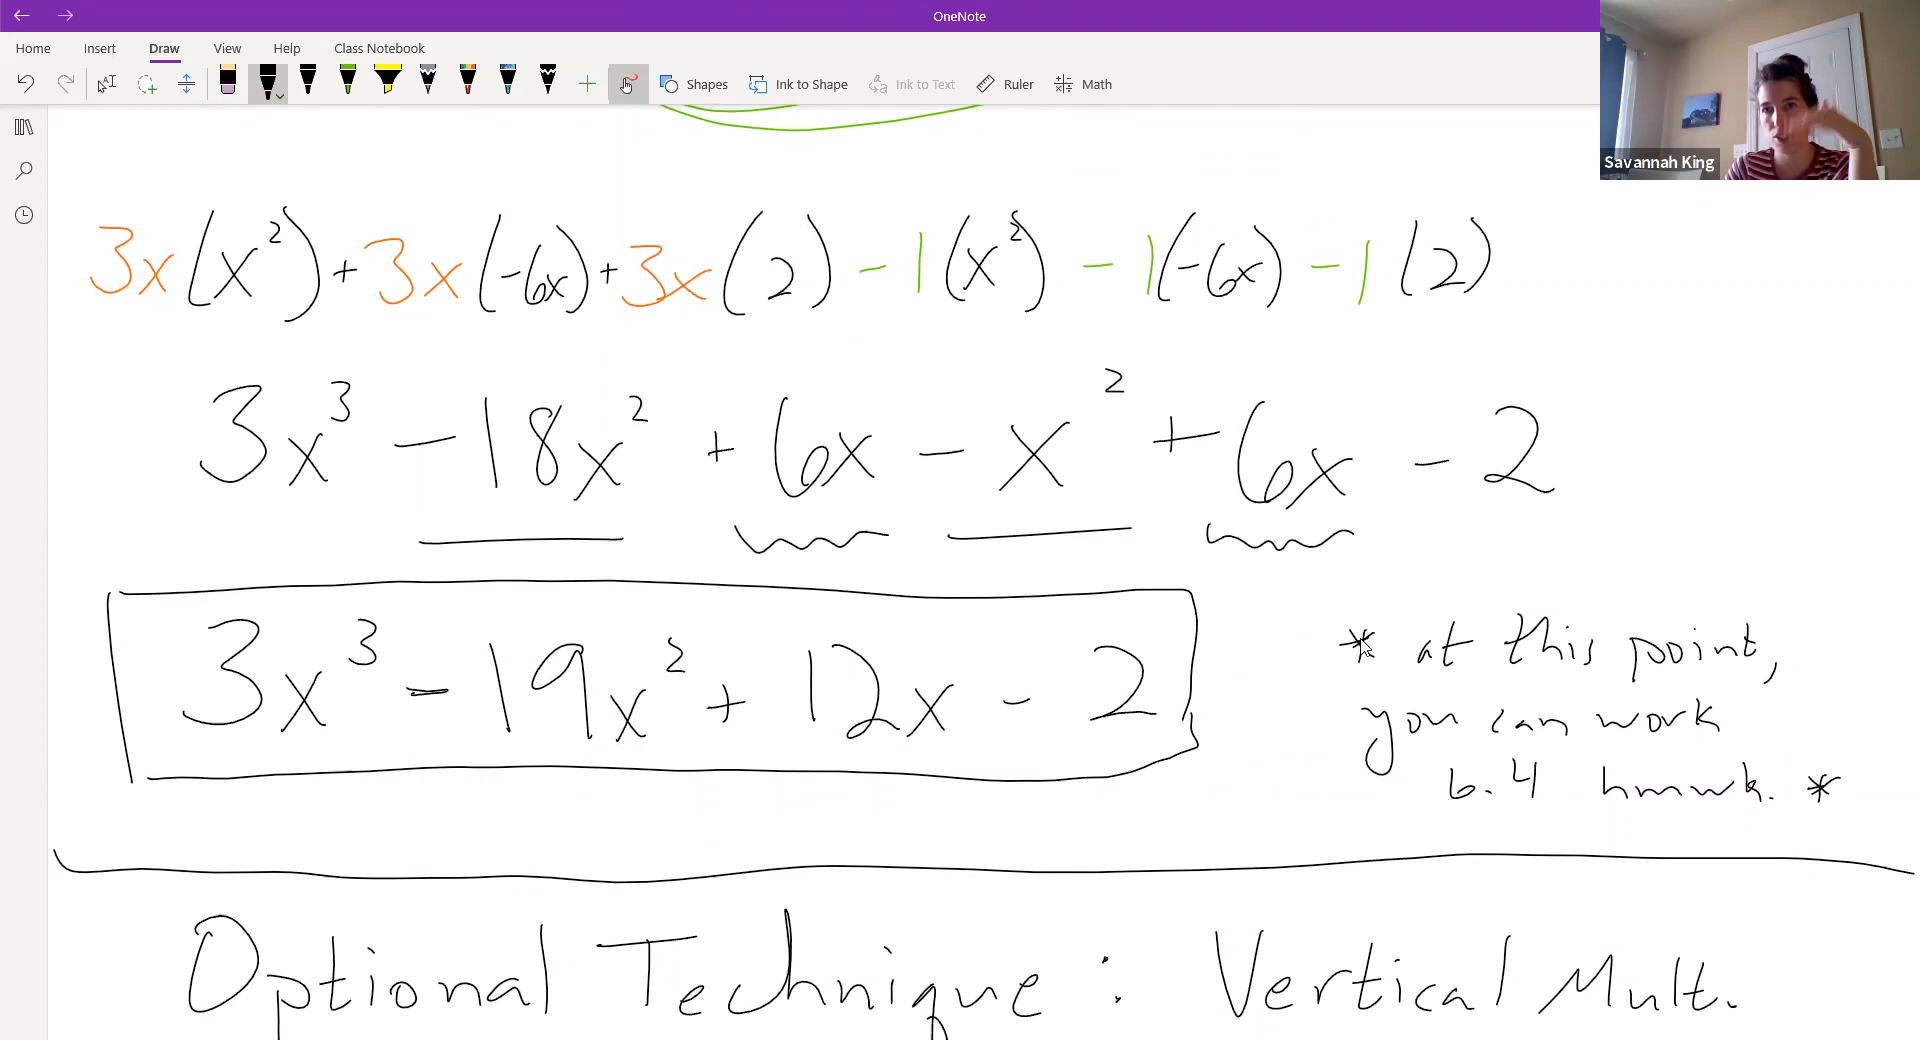 OneNote
Home Insert Draw View Help Class Notebook
Shapes Ink to Shape Ink to Text Ruler Math
Savannah King
3x(x²) + 3x(-6x) + 3x(2) - 1(x²) - 1(-6x) - 1(2)
3x³ - 18x² + 6x - x² + 6x - 2
3x³ - 19x² + 12x - 2
* at this point,
you can work
6.4 hmwk. *
Optional Technique : Vertical Mult.